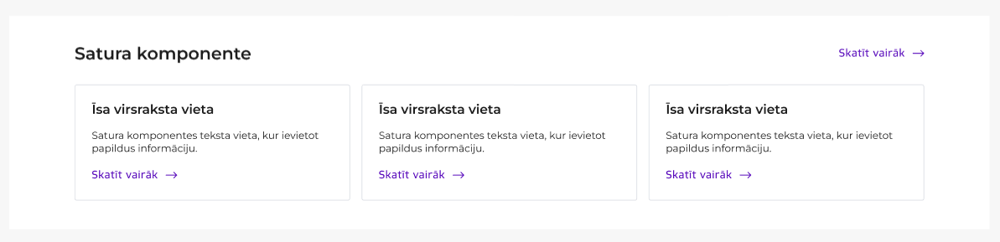 Satura komponente
Skatīt vairāk →
Īsa virsraksta vieta
Satura komponentes teksta vieta, kur ievietot
papildus informāciju.
Skatīt vairāk →
Īsa virsraksta vieta
Satura komponentes teksta vieta, kur ievietot
papildus informāciju.
Skatīt vairāk →
Īsa virsraksta vieta
Satura komponentes teksta vieta, kur ievietot
papildus informāciju.
Skatīt vairāk →